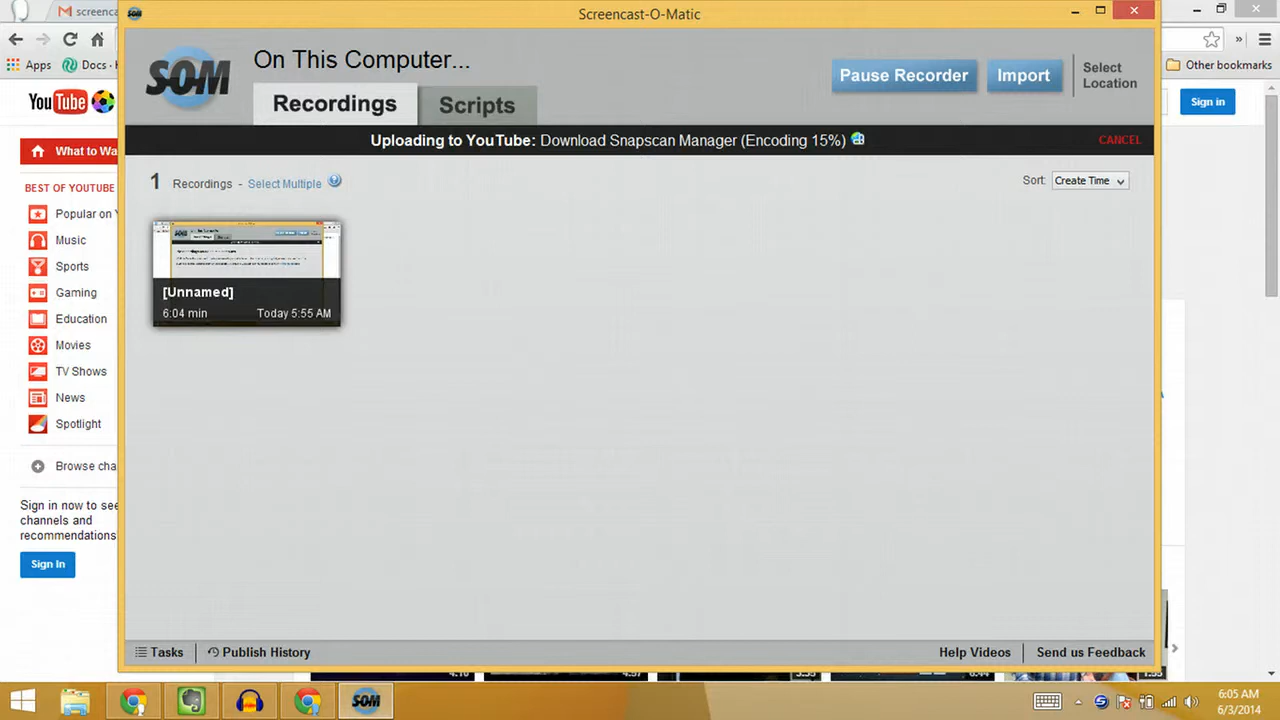 screenca
Screencast-O-Matic
Apps
Docs -
Other bookmarks
SOM
On This Computer...
Recordings
Scripts
Pause Recorder
Import
Select
Location
YouTube
Sign in
Uploading to YouTube: Download Snapscan Manager (Encoding 15%)
CANCEL
What to Wa
1 Recordings - Select Multiple
Sort: Create Time
BEST OF YOUTUBE
Popular on Y
Music
Sports
Gaming
Education
Movies
TV Shows
News
Spotlight
[Unnamed]
6:04 min
Today 5:55 AM
Browse cha
Sign in now to see
channels and
recommendations
Sign In
Tasks
Publish History
Help Videos
Send us Feedback
SOM
6:05 AM
6/3/2014